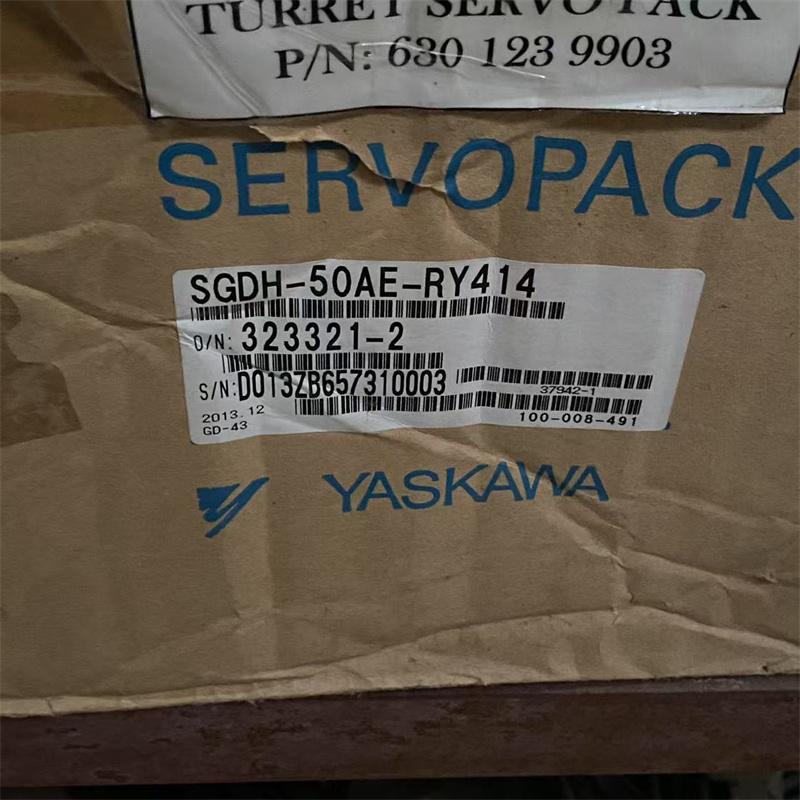 TURRET SERVO PACK
P/N: 630 123 9903
SERVOPACK
SGDH-50AE-RY414
O/N: 323321-2
S/N: D013ZB657310003
37942-1
2013.12
100-008-491
GD-43
YASKAWA